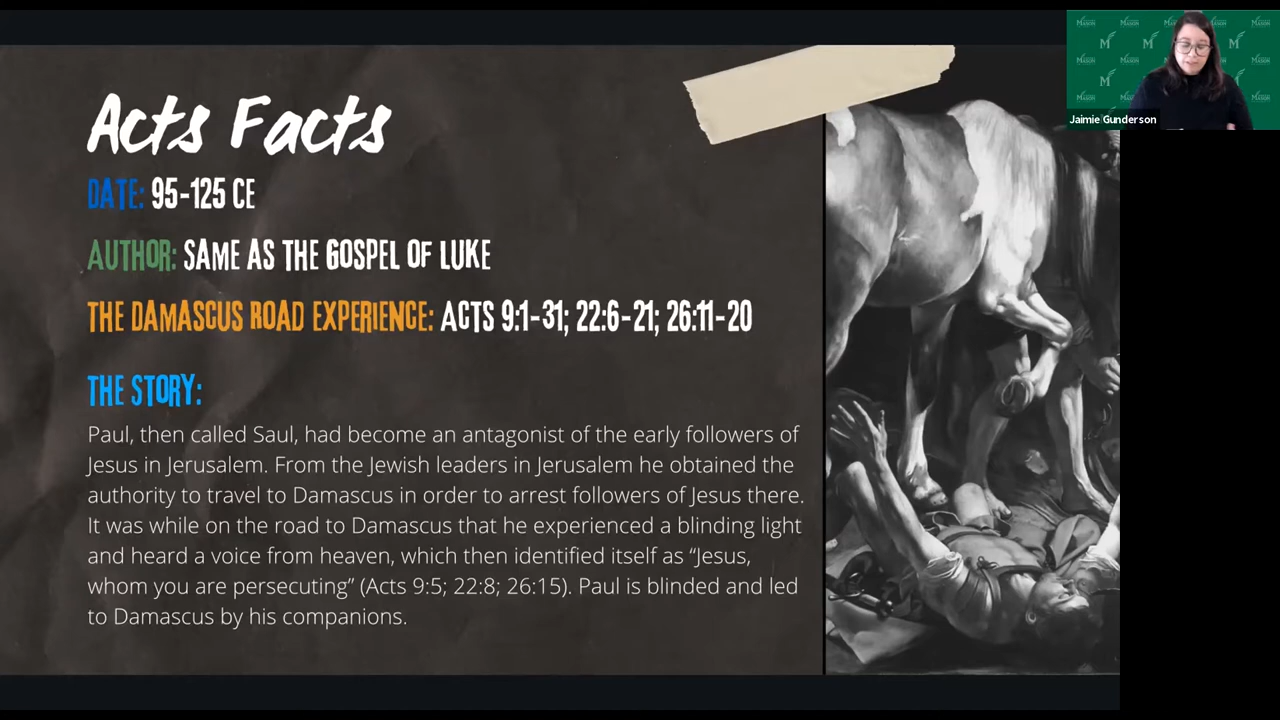 Acts Facts
DATE: 95-125 CE
AUTHOR: SAME AS THE GOSPEL OF LUKE
THE DAMASCUS ROAD EXPERIENCE: ACTS 9:1-31; 22:6-21; 26:11-20
THE STORY:
Paul, then called Saul, had become an antagonist of the early followers of
Jesus in Jerusalem. From the Jewish leaders in Jerusalem he obtained the
authority to travel to Damascus in order to arrest followers of Jesus there.
It was while on the road to Damascus that he experienced a blinding light
and heard a voice from heaven, which then identified itself as “Jesus,
whom you are persecuting” (Acts 9:5; 22:8; 26:15). Paul is blinded and led
to Damascus by his companions.
Jaimie Gunderson